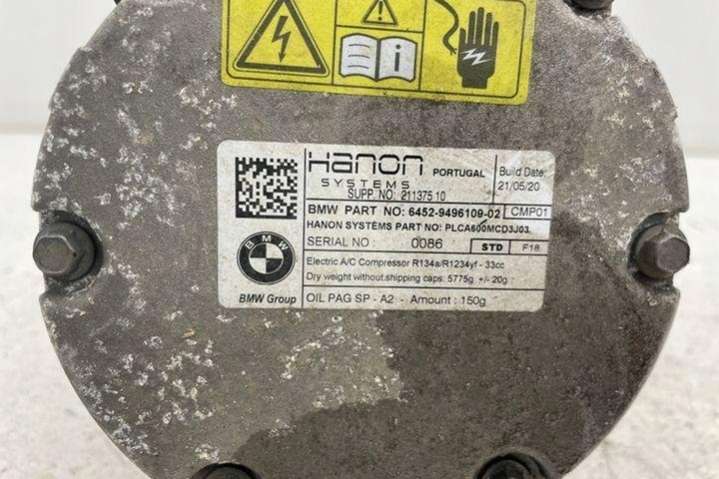 Hanon
SYSTEMS
PORTUGAL
Build Date:
21/05/20
SUPP. NO: 211375 10
BMW PART NO: 6452-9496109-02 CMP01
HANON SYSTEMS PART NO: PLCA600MCD3J03
SERIAL NO : 0086 STD F18
Electric A/C Compressor R134a/R1234yf - 33cc
Dry weight without shipping caps: 5775g +/- 20g
OIL PAG SP - A2 - Amount : 150g
BMW
BMW Group